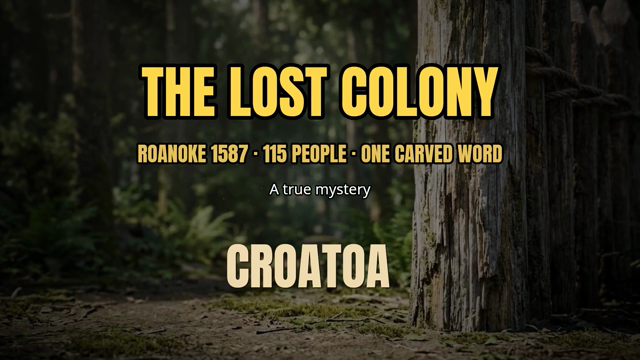 THE LOST COLONY
ROANOKE 1587 · 115 PEOPLE · ONE CARVED WORD
A true mystery
CROATOA